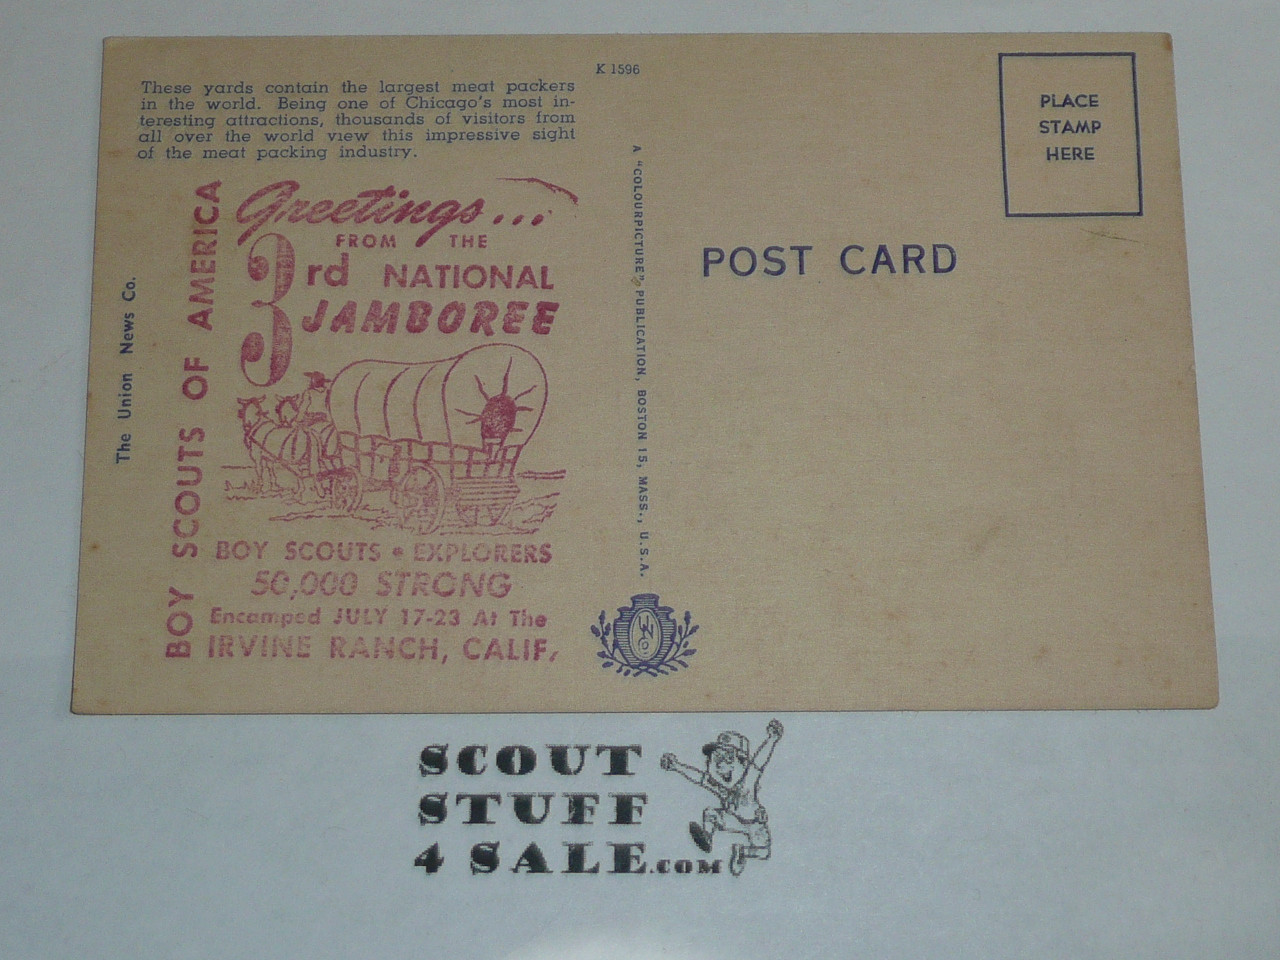 K 1596
These yards contain the largest meat packers
in the world. Being one of Chicago's most in-
teresting attractions, thousands of visitors from
all over the world view this impressive sight
of the meat packing industry.
The Union News Co.
BOY SCOUTS OF AMERICA
Greetings...
FROM THE
3rd NATIONAL
JAMBOREE
BOY SCOUTS • EXPLORERS
50,000 STRONG
Encamped JULY 17-23 At The
IRVINE RANCH, CALIF.
A "COLOURPICTURE" PUBLICATION, BOSTON 15, MASS., U.S.A.
UN
Co
POST CARD
PLACE
STAMP
HERE
SCOUT
STUFF
4 SALE.COM